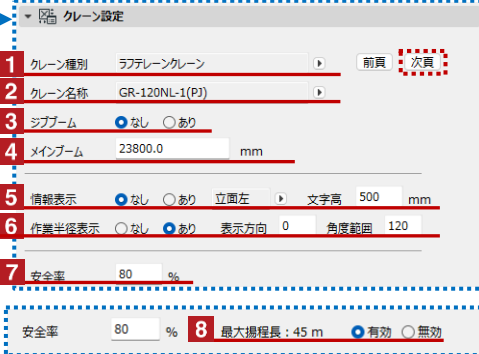 クレーン設定
1 クレーン種別 ラフテレーンクレーン 前頁 次頁
2 クレーン名称 GR-120NL-1(PJ)
3 ジブブーム なし あり
4 メインブーム 23800.0 mm
5 情報表示 なし あり 立面左 文字高 500 mm
6 作業半径表示 なし あり 表示方向 0 角度範囲 120
7 安全率 80 %
安全率 80 % 8 最大揚程長：45 m 有効 無効